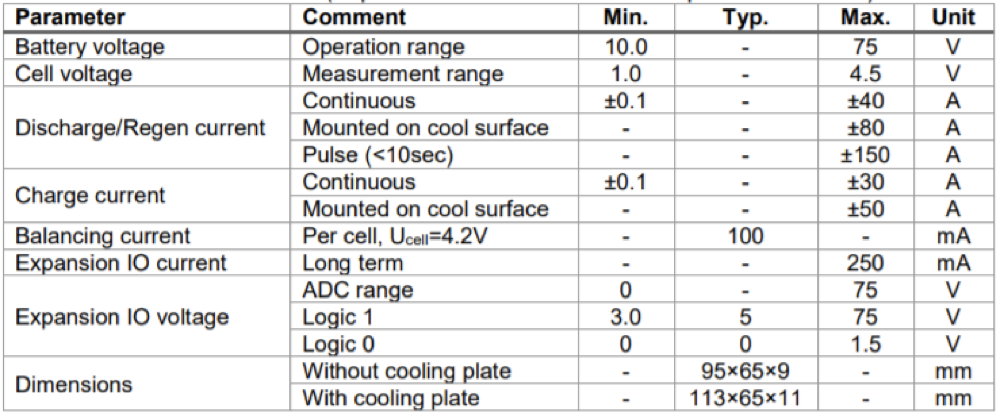 Parameter Comment Min. Typ. Max. Unit
Battery voltage Operation range 10.0 - 75 V
Cell voltage Measurement range 1.0 - 4.5 V
Discharge/Regen current Continuous ±0.1 - ±40 A
Mounted on cool surface - - ±80 A
Pulse (<10sec) - - ±150 A
Charge current Continuous ±0.1 - ±30 A
Mounted on cool surface - - ±50 A
Balancing current Per cell, Ucell=4.2V - 100 - mA
Expansion IO current Long term - - 250 mA
Expansion IO voltage ADC range 0 - 75 V
Logic 1 3.0 5 75 V
Logic 0 0 0 1.5 V
Dimensions Without cooling plate - 95×65×9 - mm
With cooling plate - 113×65×11 - mm